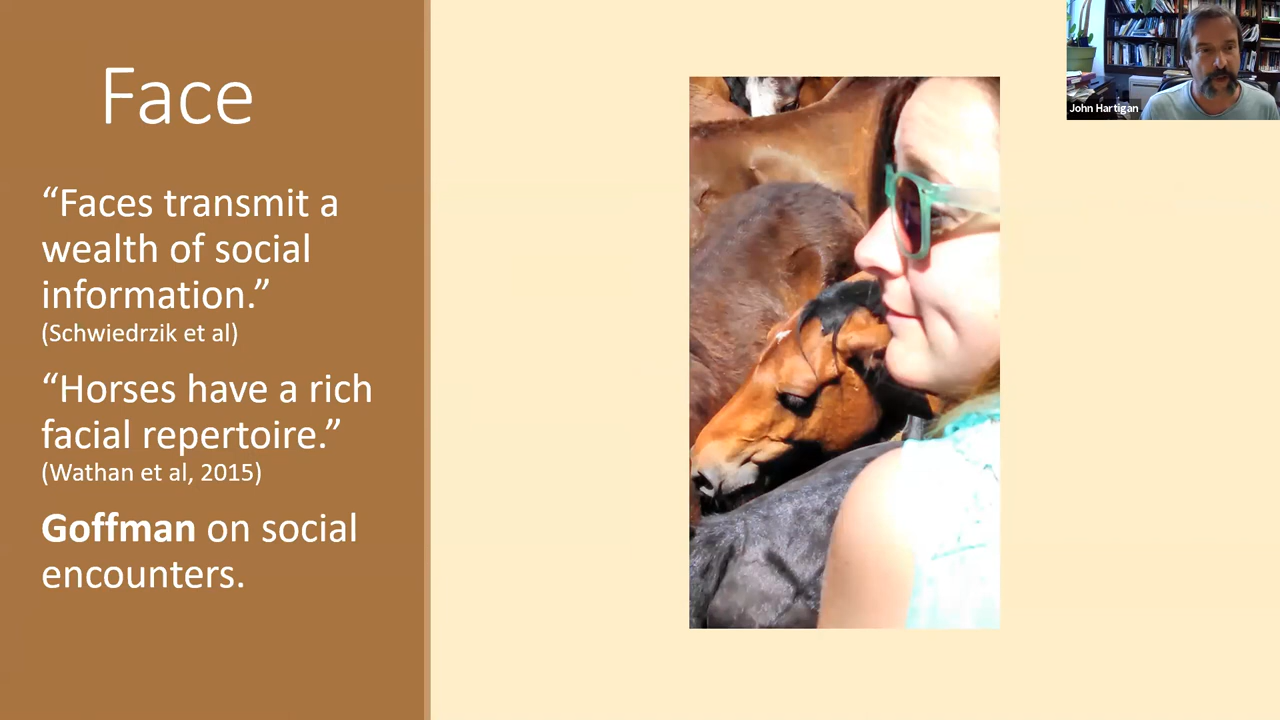 Face
“Faces transmit a
wealth of social
information.”
(Schwiedrzik et al)
“Horses have a rich
facial repertoire.”
(Wathan et al, 2015)
Goffman on social
encounters.
John Hartigan